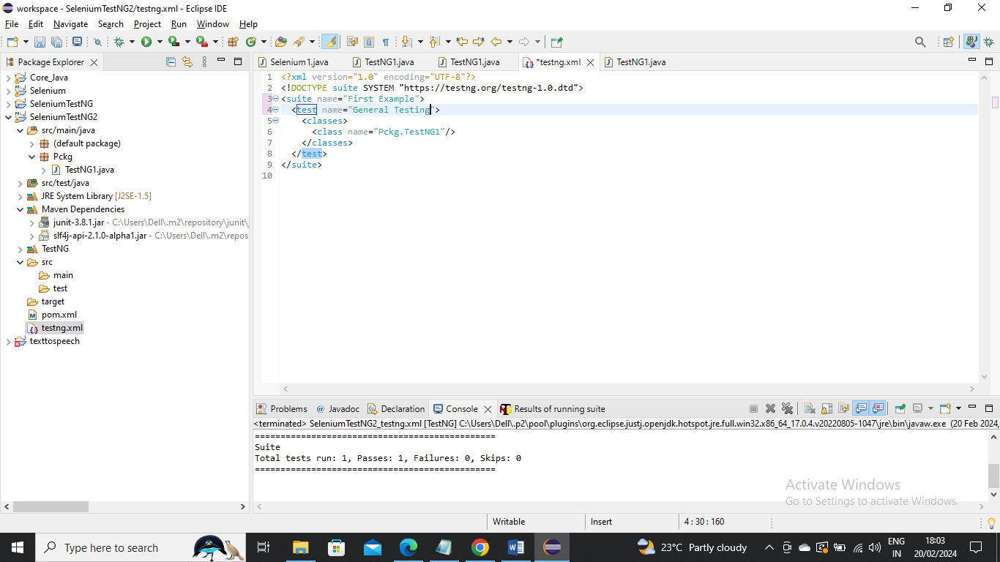 workspace - SeleniumTestNG2/testng.xml - Eclipse IDE
File Edit Navigate Search Project Run Window Help
Package Explorer
Core_Java
Selenium
SeleniumTestNG
SeleniumTestNG2
src/main/java
(default package)
Pckg
TestNG1.java
src/test/java
JRE System Library [J2SE-1.5]
Maven Dependencies
junit-3.8.1.jar - C:\Users\Dell\.m2\repository\junit\
slf4j-api-2.1.0-alpha1.jar - C:\Users\Dell\.m2\repos
TestNG
src
main
test
target
pom.xml
testng.xml
texttospeech
Selenium1.java TestNG1.java TestNG1.java *testng.xml TestNG1.java
1 <?xml version="1.0" encoding="UTF-8"?>
2 <!DOCTYPE suite SYSTEM "https://testng.org/testng-1.0.dtd">
3 <suite name="First Example">
4 <test name="General Testing">
5 <classes>
6 <class name="Pckg.TestNG1"/>
7 </classes>
8 </test>
9 </suite>
10
Problems @ Javadoc Declaration Console Results of running suite
<terminated> SeleniumTestNG2_testng.xml [TestNG] C:\Users\Dell\.p2\pool\plugins\org.eclipse.justj.openjdk.hotspot.jre.full.win32.x86_64_17.0.4.v20220805-1047\jre\bin\javaw.exe (20 Feb 2024,
===============================================
Suite
Total tests run: 1, Passes: 1, Failures: 0, Skips: 0
===============================================
Activate Windows
Go to Settings to activate Windows.
Writable Insert 4 : 30 : 160
Type here to search
23°C Partly cloudy
ENG
IN
18:03
20/02/2024